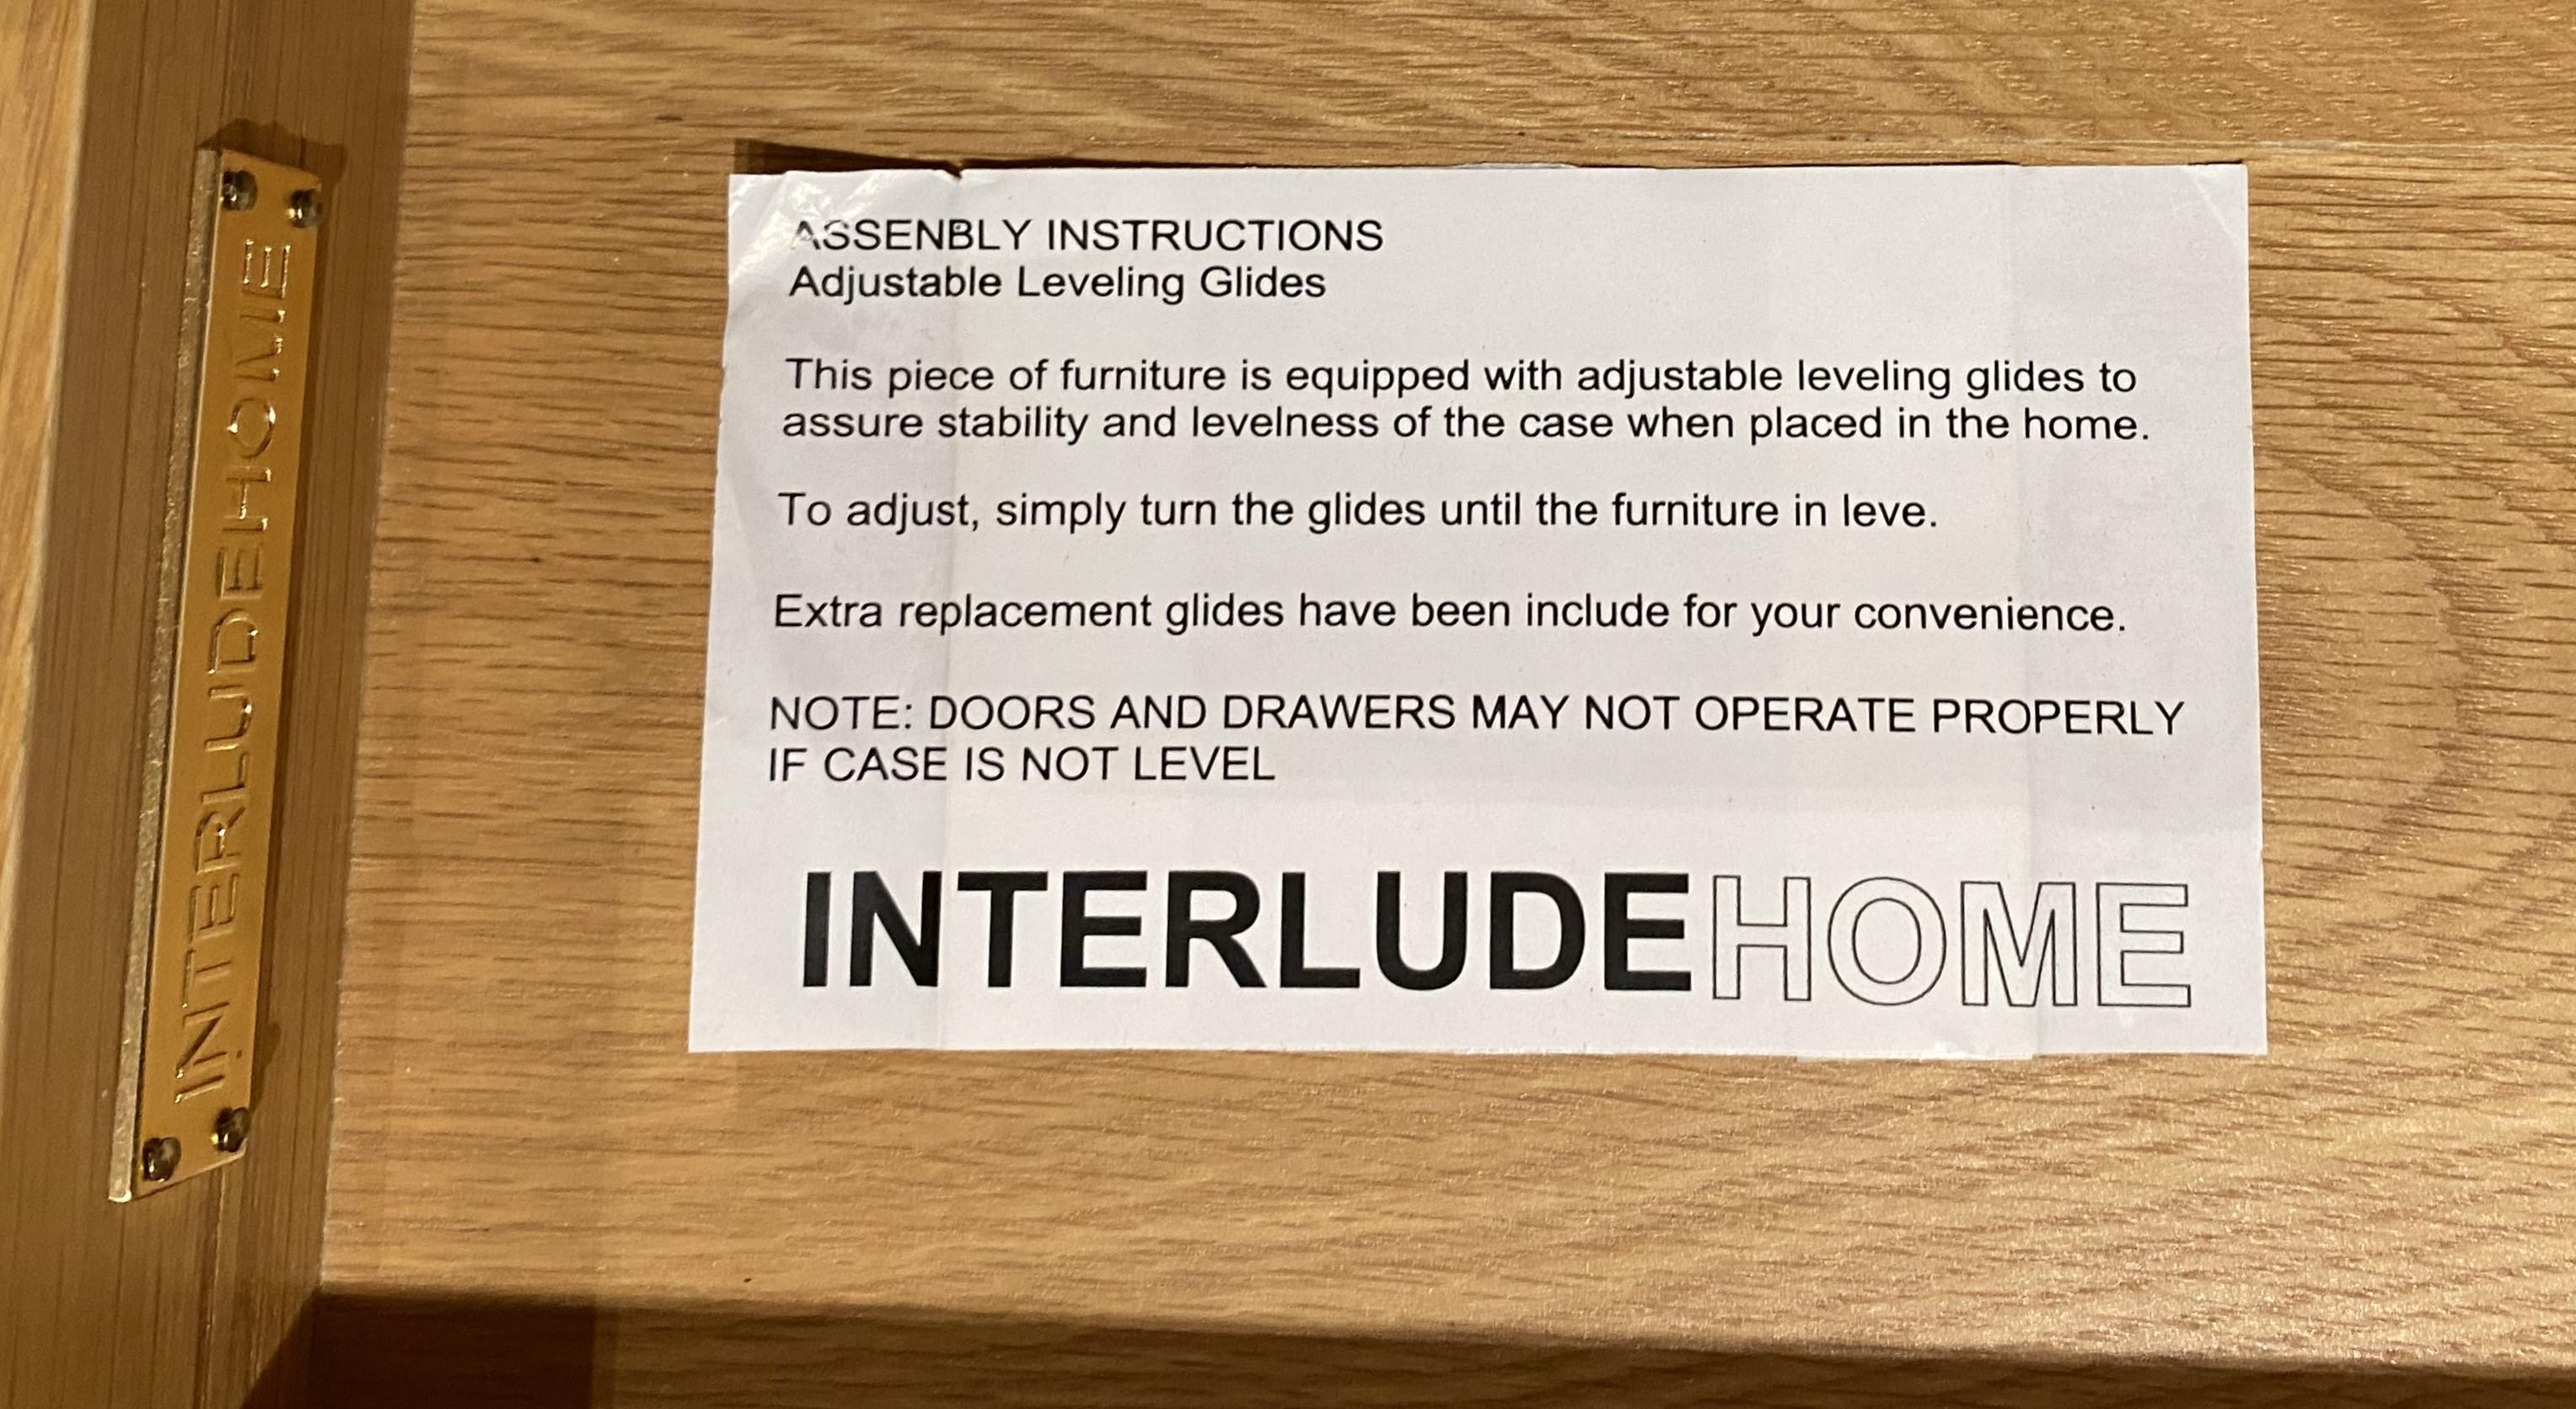 INTERLUDEHOME
ASSENBLY INSTRUCTIONS
Adjustable Leveling Glides
This piece of furniture is equipped with adjustable leveling glides to
assure stability and levelness of the case when placed in the home.
To adjust, simply turn the glides until the furniture in leve.
Extra replacement glides have been include for your convenience.
NOTE: DOORS AND DRAWERS MAY NOT OPERATE PROPERLY
IF CASE IS NOT LEVEL
INTERLUDEHOME